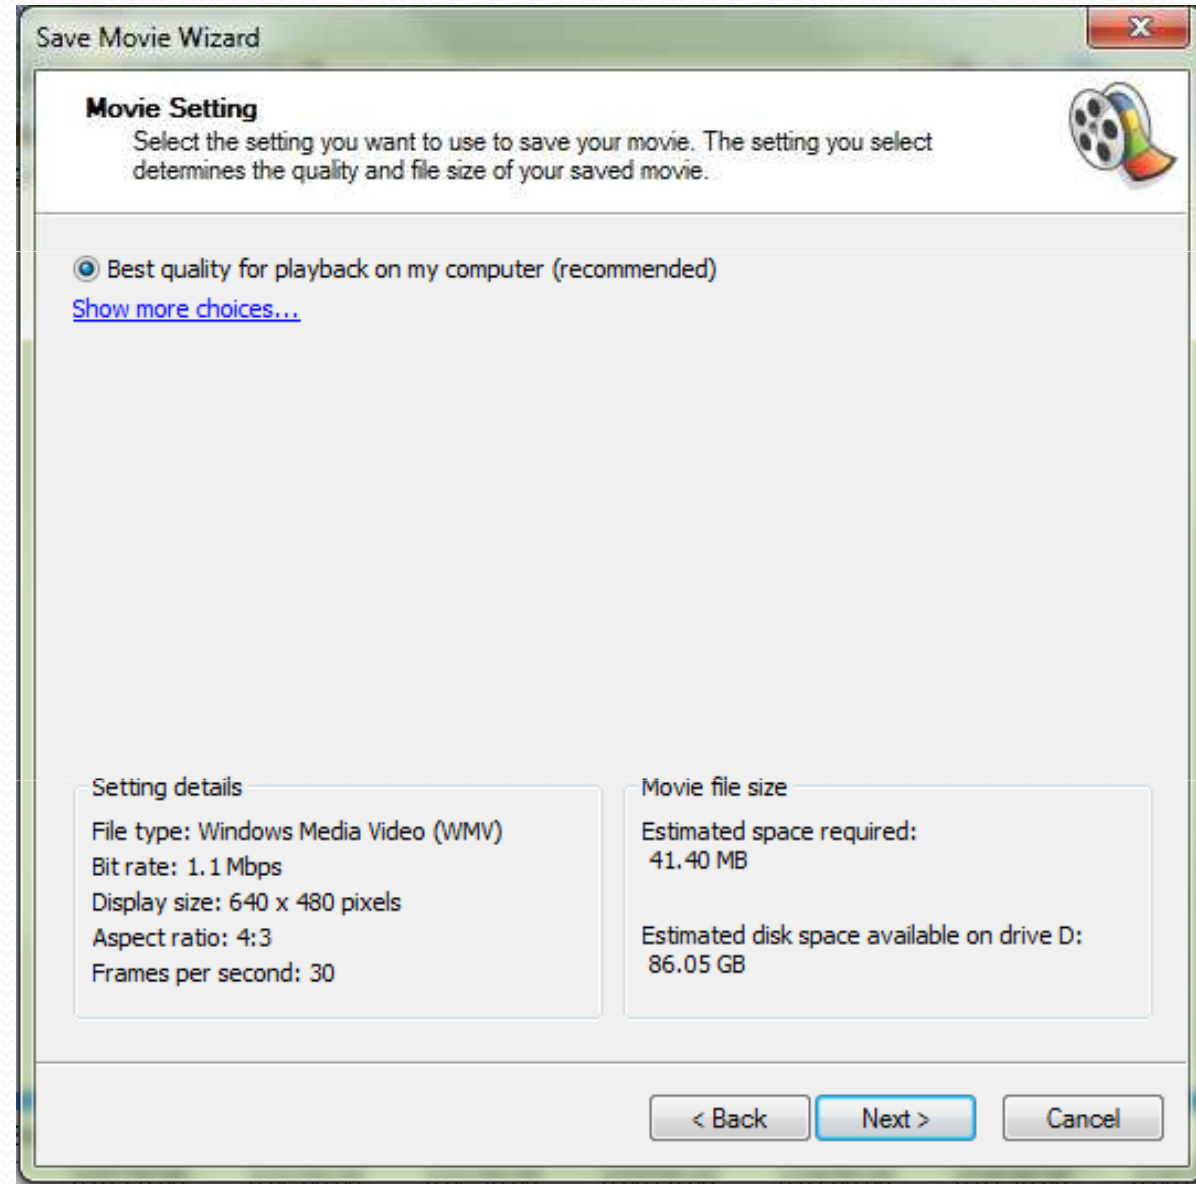 Save Movie Wizard
Movie Setting
Select the setting you want to use to save your movie. The setting you select
determines the quality and file size of your saved movie.
Best quality for playback on my computer (recommended)
Show more choices...
Setting details
File type: Windows Media Video (WMV)
Bit rate: 1.1 Mbps
Display size: 640 x 480 pixels
Aspect ratio: 4:3
Frames per second: 30
Movie file size
Estimated space required:
41.40 MB
Estimated disk space available on drive D:
86.05 GB
< Back
Next >
Cancel